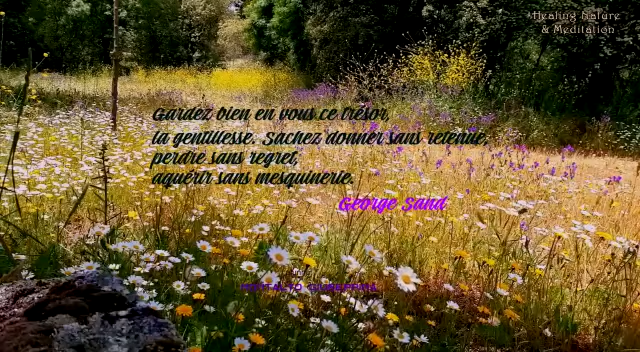 Healing Nature
& Meditation
Gardez bien en vous ce trésor,
la gentillesse. Sachez donner sans retenue,
perdre sans regret,
aquérir sans mesquinerie.
George Sand